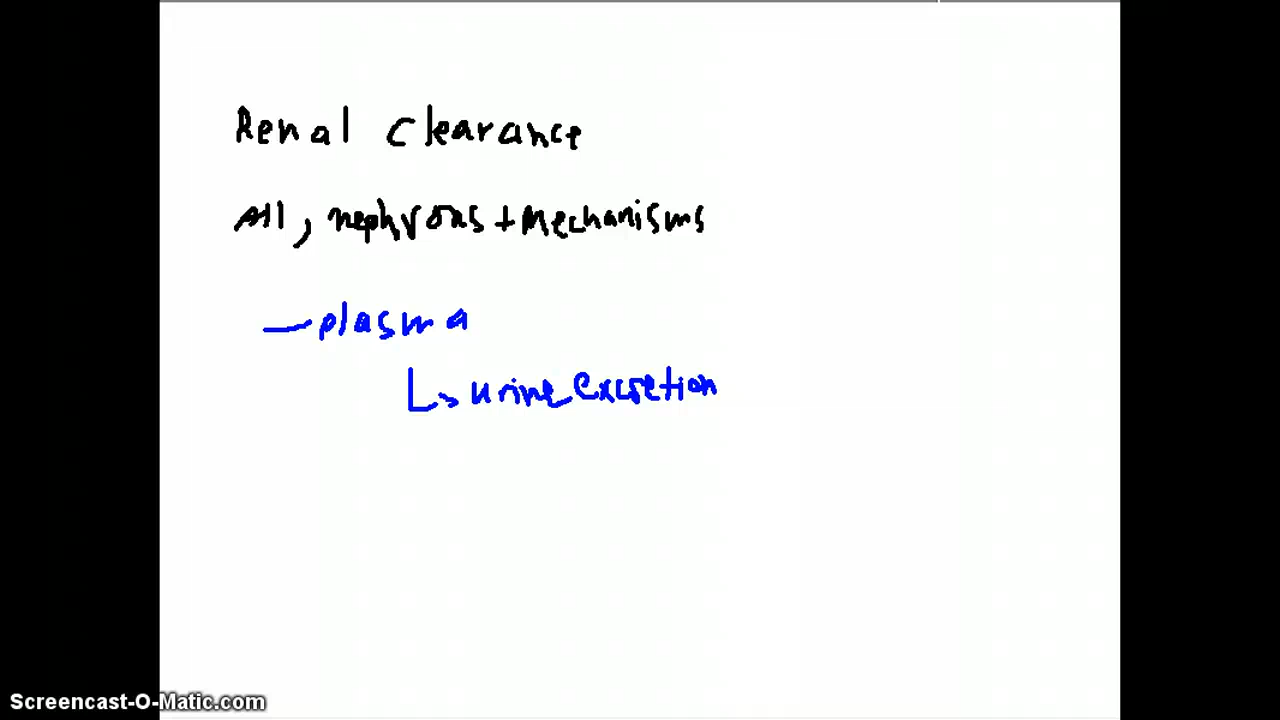 Renal Clearance
All, nephrons + Mechanisms
— plasma
↳ urine excretion
Screencast-O-Matic.com